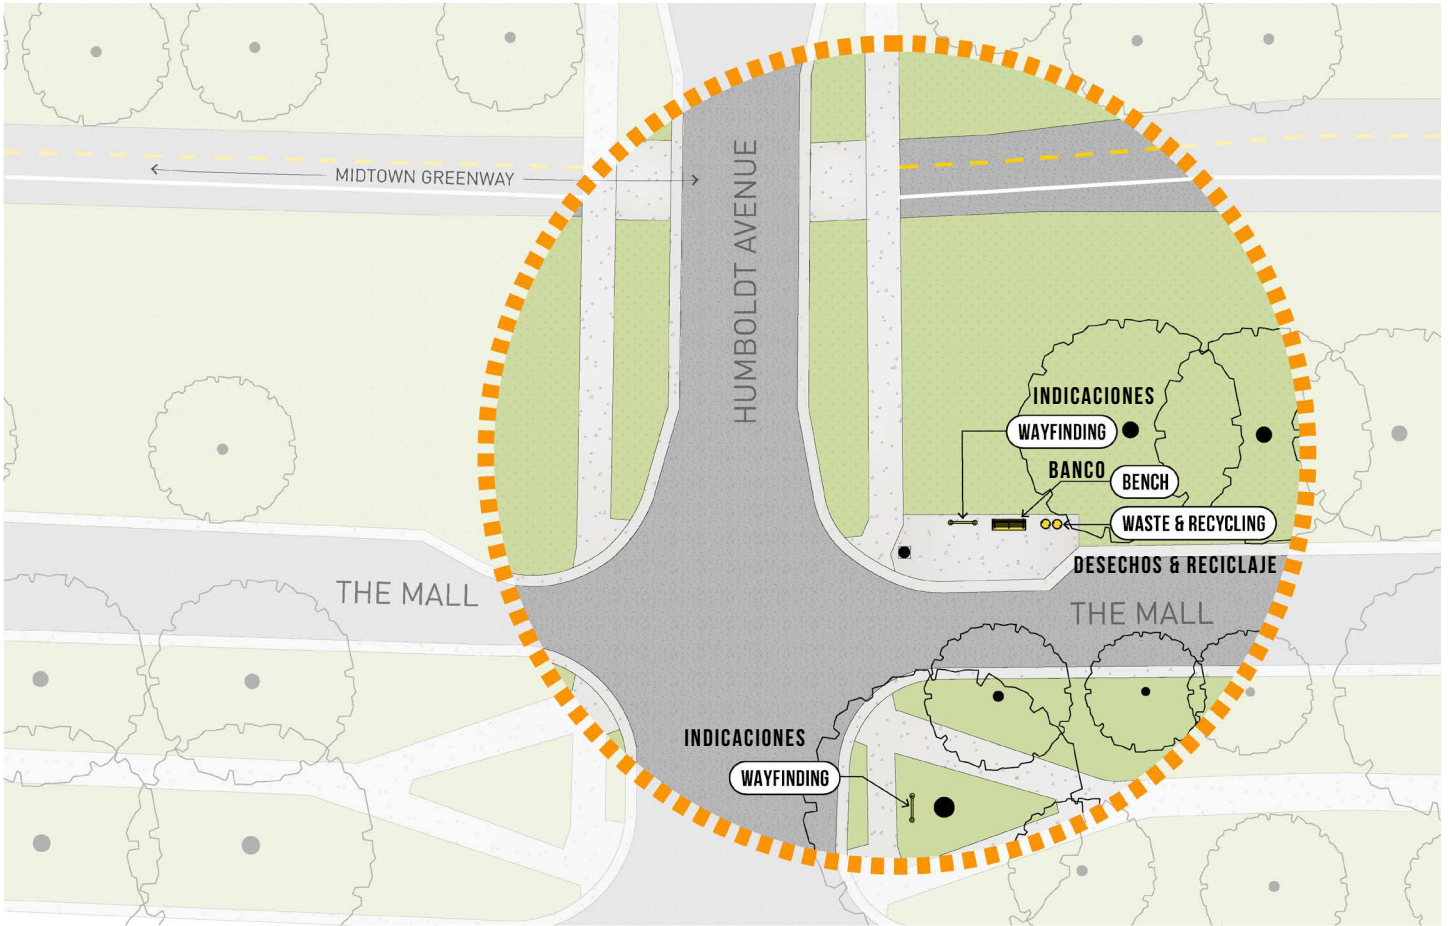 MIDTOWN GREENWAY
HUMBOLDT AVENUE
INDICACIONES
WAYFINDING
BANCO
BENCH
WASTE & RECYCLING
DESECHOS & RECICLAJE
THE MALL
THE MALL
INDICACIONES
WAYFINDING